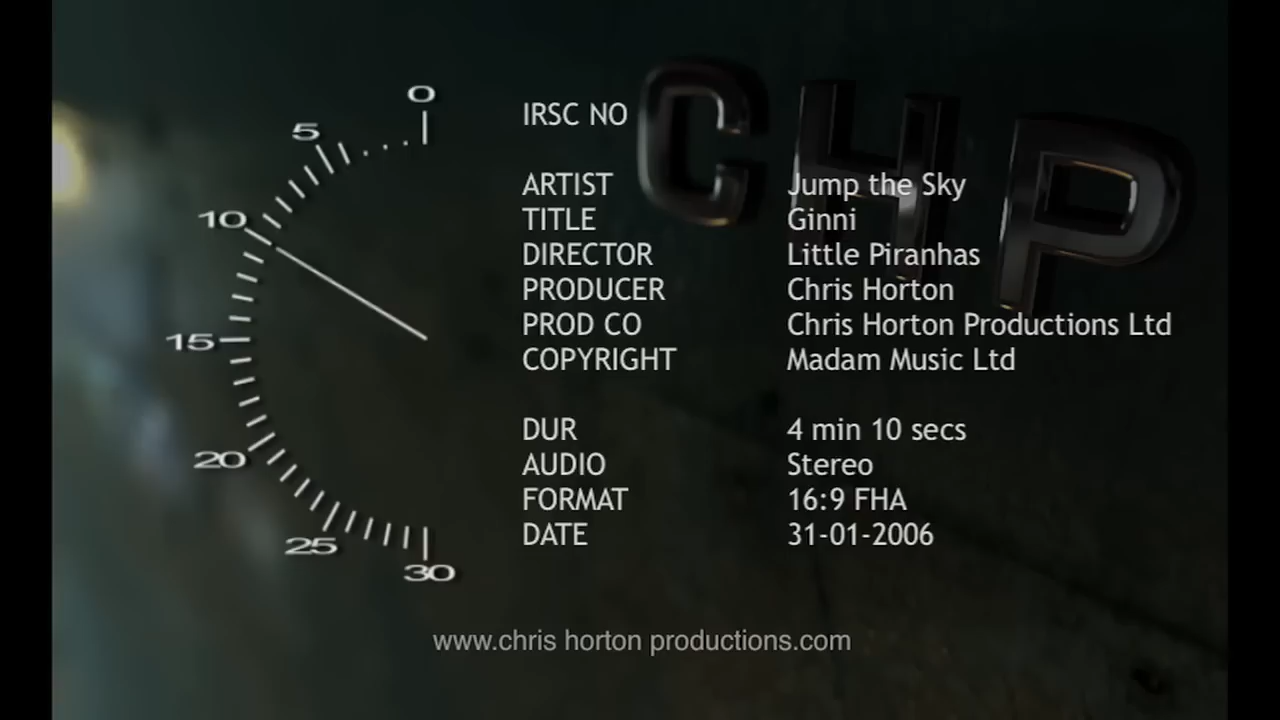 CHP
0
5
10
15
20
25
30
IRSC NO
ARTIST Jump the Sky
TITLE Ginni
DIRECTOR Little Piranhas
PRODUCER Chris Horton
PROD CO Chris Horton Productions Ltd
COPYRIGHT Madam Music Ltd
DUR 4 min 10 secs
AUDIO Stereo
FORMAT 16:9 FHA
DATE 31-01-2006
www.chris horton productions.com